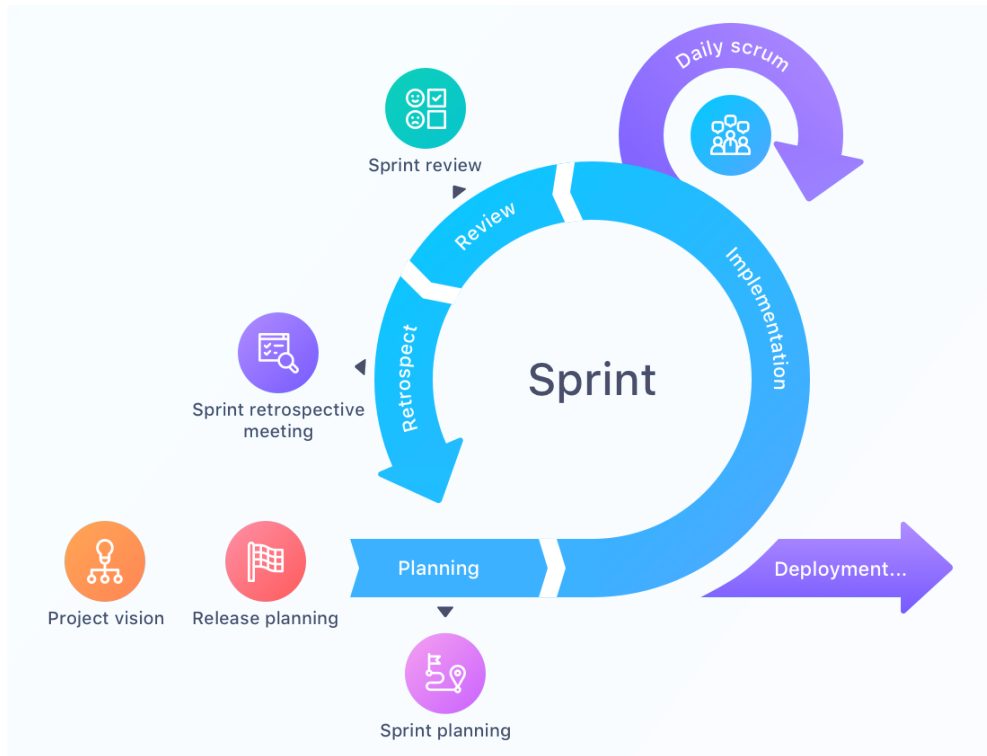 Daily scrum
Sprint review
Review
Implementation
Retrospect
Sprint
Sprint retrospective
meeting
Planning
Deployment...
Project vision
Release planning
Sprint planning